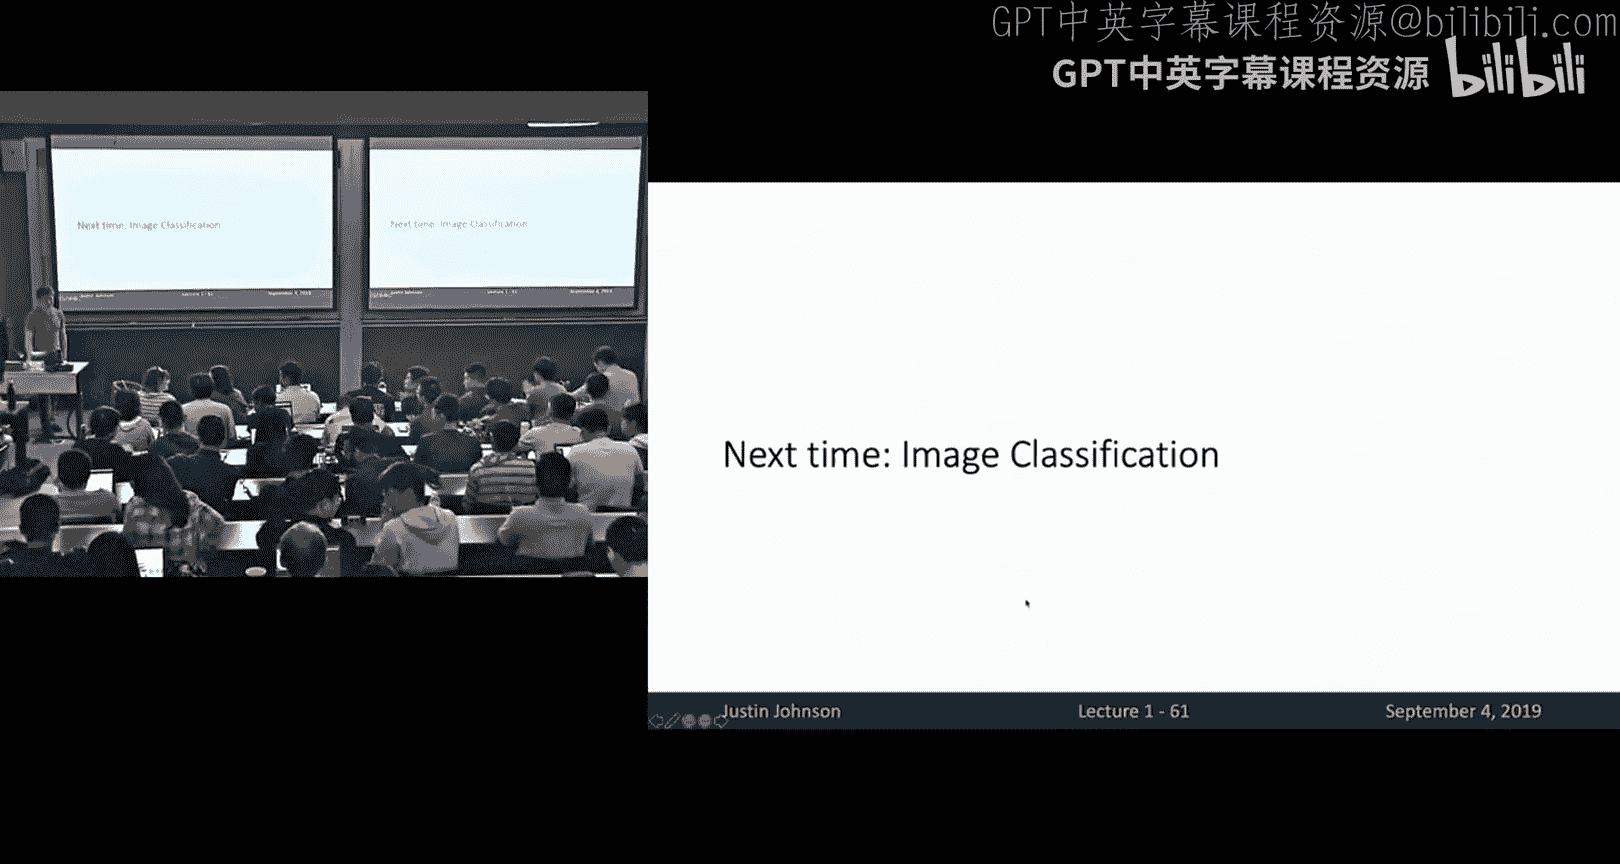 GPT中英字幕课程资源@bilibili.com
GPT中英字幕课程资源 bilibili
Next time: Image Classification
Next time: Image Classification
Next time: Image Classification
Justin Johnson
Lecture 1 - 61
September 4, 2019